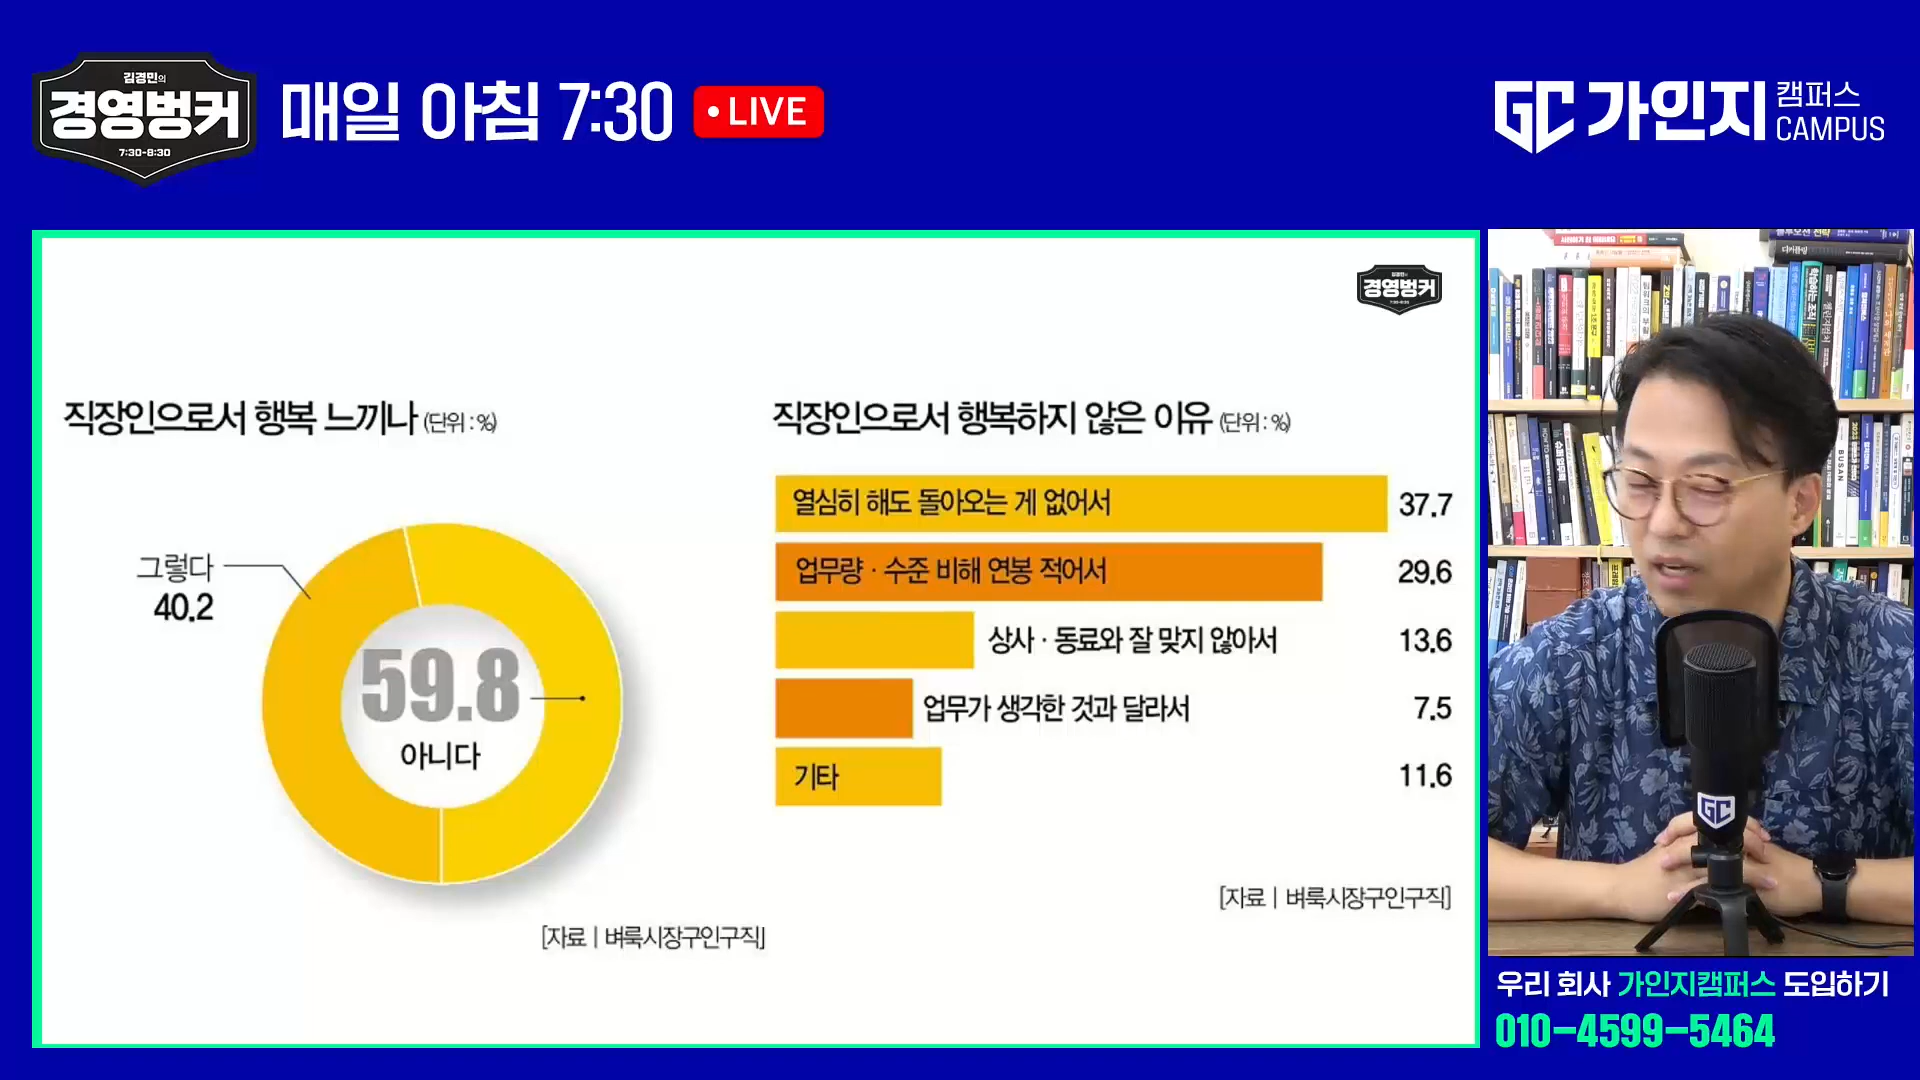 김경민의
경영벙커
7:30-8:30
매일 아침 7:30
• LIVE
GC 가인지 캠퍼스
CAMPUS
김경민의
경영벙커
직장인으로서 행복 느끼나 (단위 : %)
그렇다
40.2
59.8
아니다
[자료 | 벼룩시장구인구직]
직장인으로서 행복하지 않은 이유 (단위 : %)
열심히 해도 돌아오는 게 없어서 37.7
업무량 · 수준 비해 연봉 적어서 29.6
상사 · 동료와 잘 맞지 않아서 13.6
업무가 생각한 것과 달라서 7.5
기타 11.6
[자료 | 벼룩시장구인구직]
BUSAN
GC
우리 회사 가인지캠퍼스 도입하기
010-4599-5464